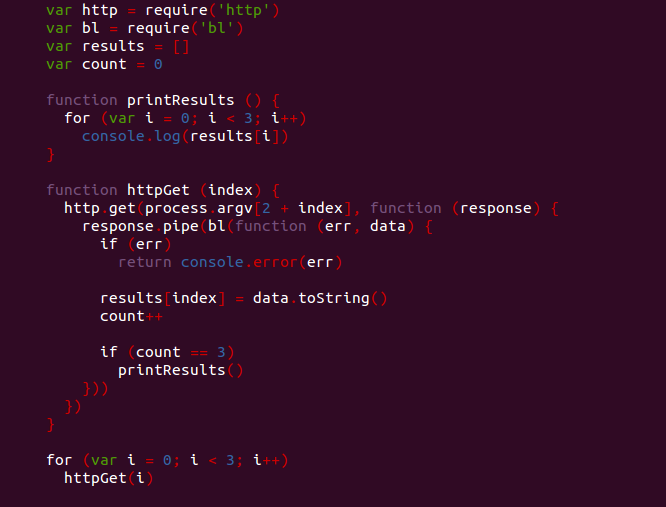 var http = require('http')
var bl = require('bl')
var results = []
var count = 0

function printResults () {
  for (var i = 0; i < 3; i++)
    console.log(results[i])
}

function httpGet (index) {
  http.get(process.argv[2 + index], function (response) {
    response.pipe(bl(function (err, data) {
      if (err)
        return console.error(err)

      results[index] = data.toString()
      count++

      if (count == 3)
        printResults()
    }))
  })
}

for (var i = 0; i < 3; i++)
  httpGet(i)